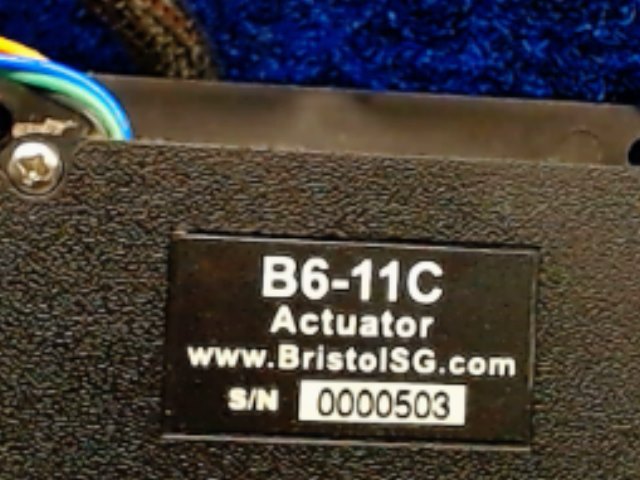 B6-11C
Actuator
www.BristolSG.com
S/N 0000503